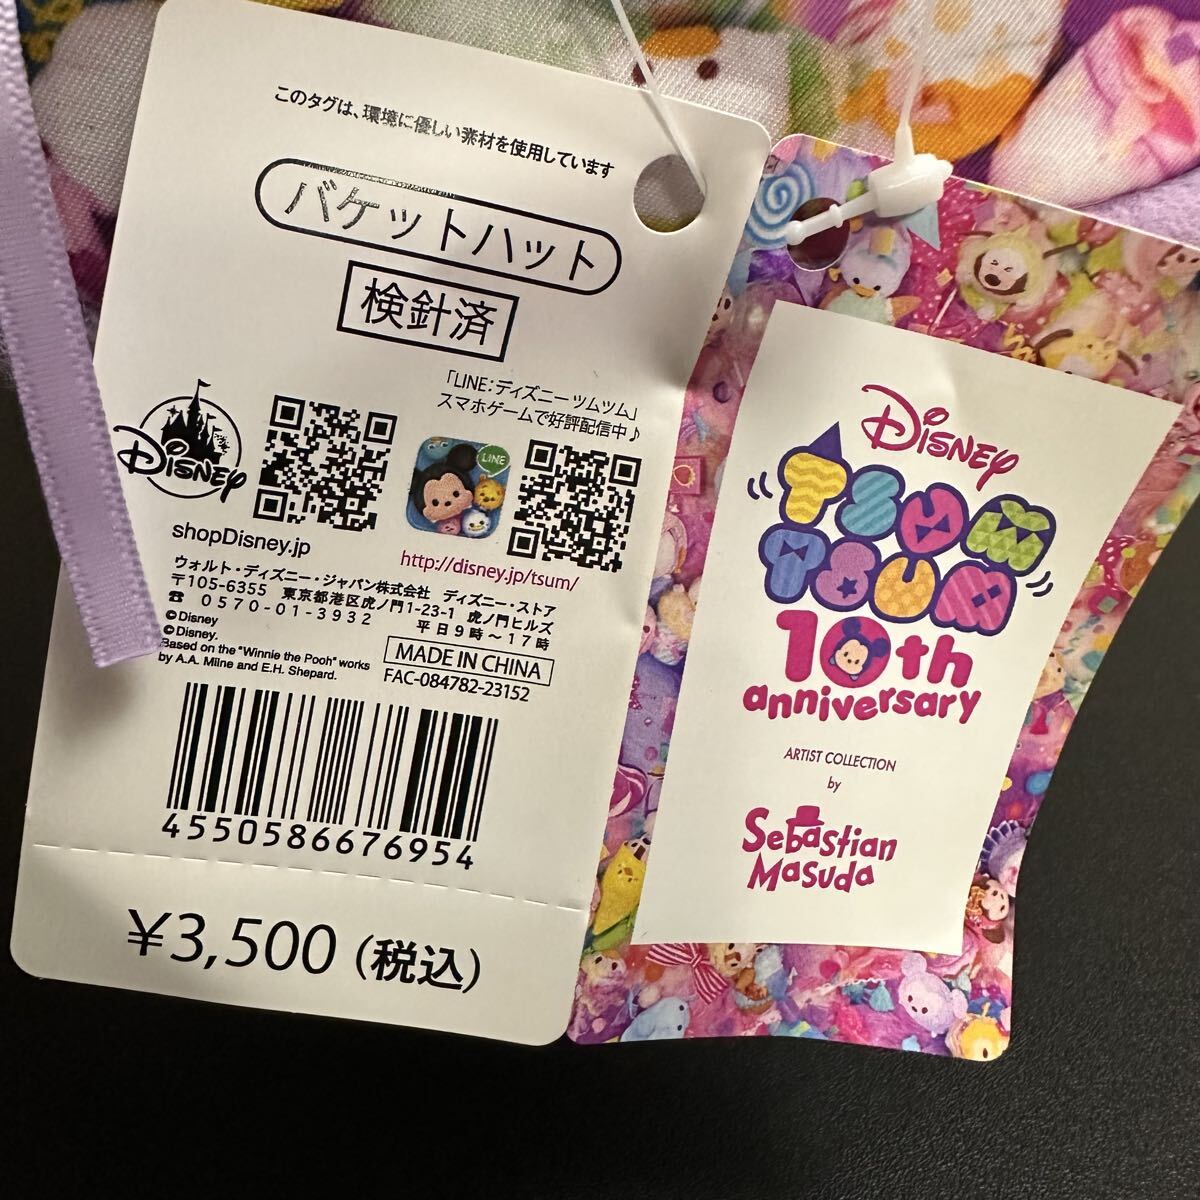 このタグは、環境に優しい素材を使用しています
バケットハット
検針済
「LINE:ディズニー ツムツム」
スマホゲームで好評配信中♪
Disney
LINE
shopDisney.jp
http://disney.jp/tsum/
ウォルト・ディズニー・ジャパン株式会社 ディズニー・ストア
〒105-6355 東京都港区虎ノ門1-23-1 虎ノ門ヒルズ
☎ 0570-01-3932 平日9時～17時
©Disney
©Disney.
Based on the "Winnie the Pooh" works
by A.A. Milne and E.H. Shepard.
MADE IN CHINA
FAC-084782-23152
4550586676954
¥3,500(税込)
Disney
TSUM
TSUM
10th
anniversary
ARTIST COLLECTION
by
Sebastian
Masuda